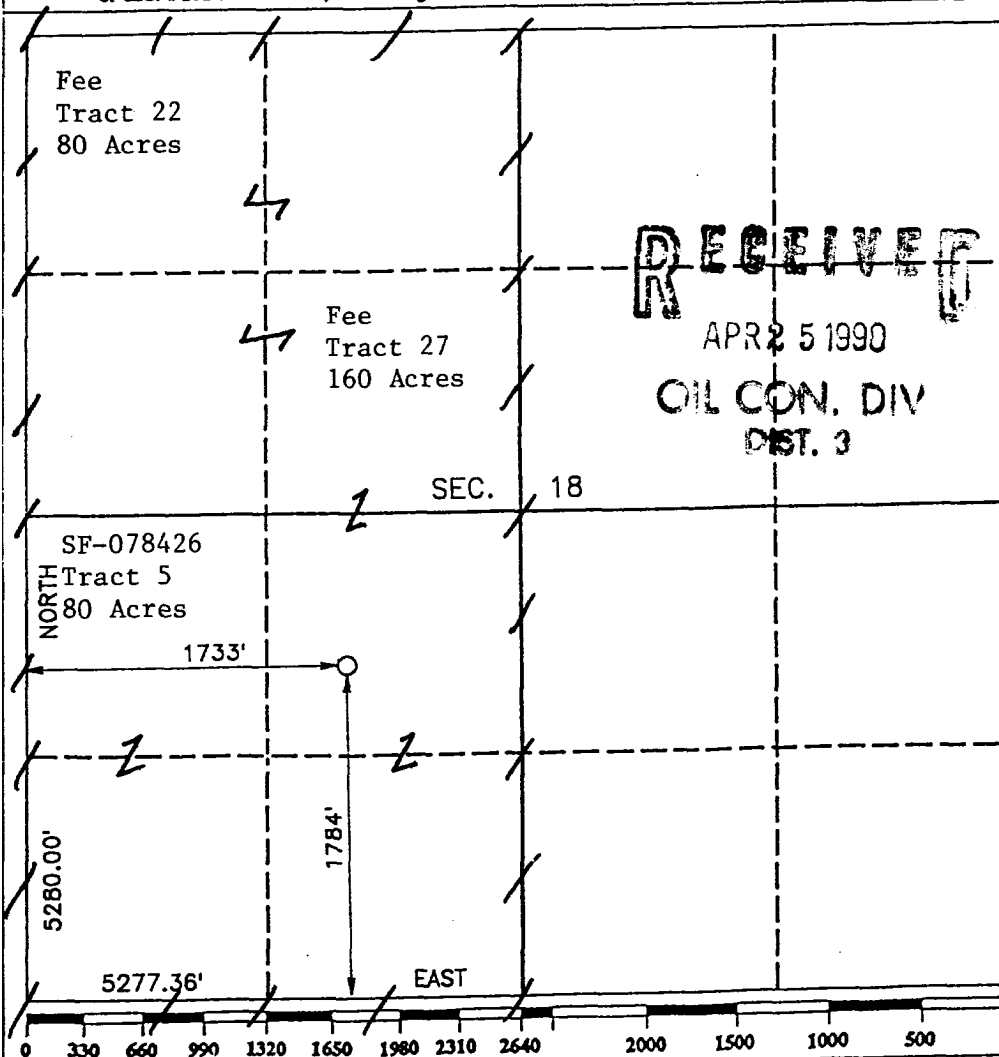 Fee
Tract 22
80 Acres
RECEIVED
Fee
Tract 27
160 Acres
APR 25 1990
OIL CON. DIV
DIST. 3
SEC. 18
SF-078426
Tract 5
80 Acres
NORTH
1733'
1784'
5280.00'
5277.36' EAST
0 330 660 990 1320 1650 1980 2310 2640 2000 1500 1000 500